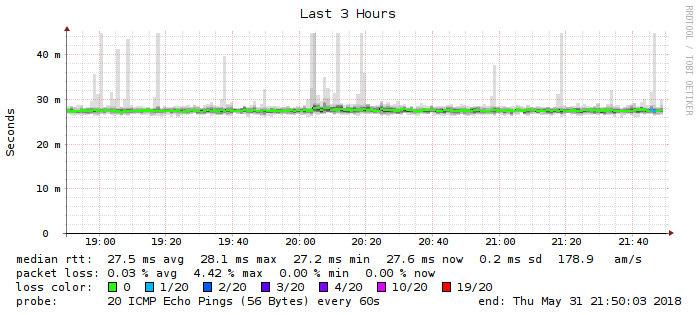 Last 3 Hours
RRDTOOL / TOBI OETIKER
Seconds
40 m
30 m
20 m
10 m
0
19:00 19:20 19:40 20:00 20:20 20:40 21:00 21:20 21:40
median rtt: 27.5 ms avg 28.1 ms max 27.2 ms min 27.6 ms now 0.2 ms sd 178.9 am/s
packet loss: 0.03 % avg 4.42 % max 0.00 % min 0.00 % now
loss color: 0 1/20 2/20 3/20 4/20 10/20 19/20
probe: 20 ICMP Echo Pings (56 Bytes) every 60s end: Thu May 31 21:50:03 2018